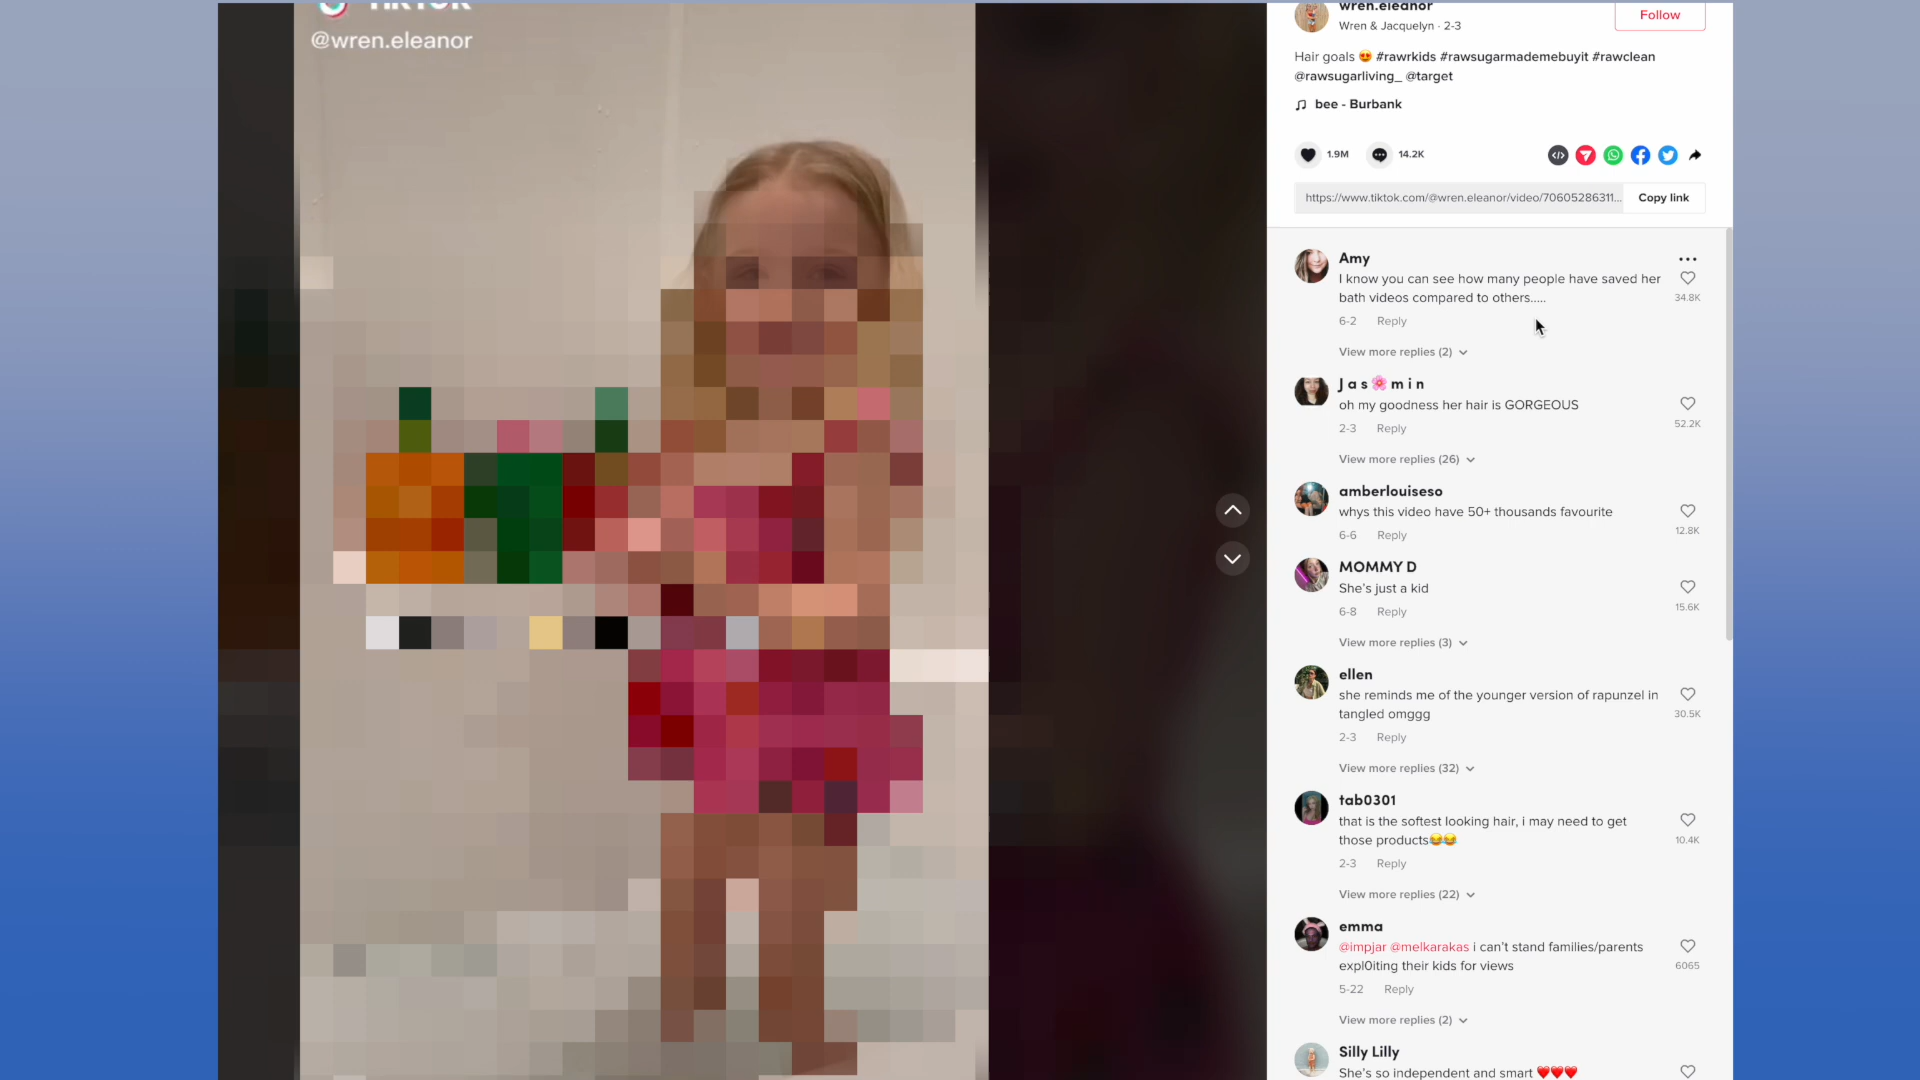 TikTok
@wren.eleanor
wren.eleanor
Wren & Jacquelyn · 2-3
Follow
Hair goals 😍 #rawrkids #rawsugarmademebuyit #rawclean
@rawsugarliving_ @target
bee - Burbank
1.9M
14.2K
https://www.tiktok.com/@wren.eleanor/video/70605286311...
Copy link
Amy
I know you can see how many people have saved her
bath videos compared to others.....
34.8K
6-2 Reply
View more replies (2)
J a s 🌸 m i n
oh my goodness her hair is GORGEOUS
52.2K
2-3 Reply
View more replies (26)
amberlouiseso
whys this video have 50+ thousands favourite
12.8K
6-6 Reply
MOMMY D
She's just a kid
15.6K
6-8 Reply
View more replies (3)
ellen
she reminds me of the younger version of rapunzel in
tangled omggg
30.5K
2-3 Reply
View more replies (32)
tab0301
that is the softest looking hair, i may need to get
those products😂😂
10.4K
2-3 Reply
View more replies (22)
emma
@impjar @melkarakas i can't stand families/parents
expl0iting their kids for views
6065
5-22 Reply
View more replies (2)
Silly Lilly
She's so independent and smart ❤️❤️❤️